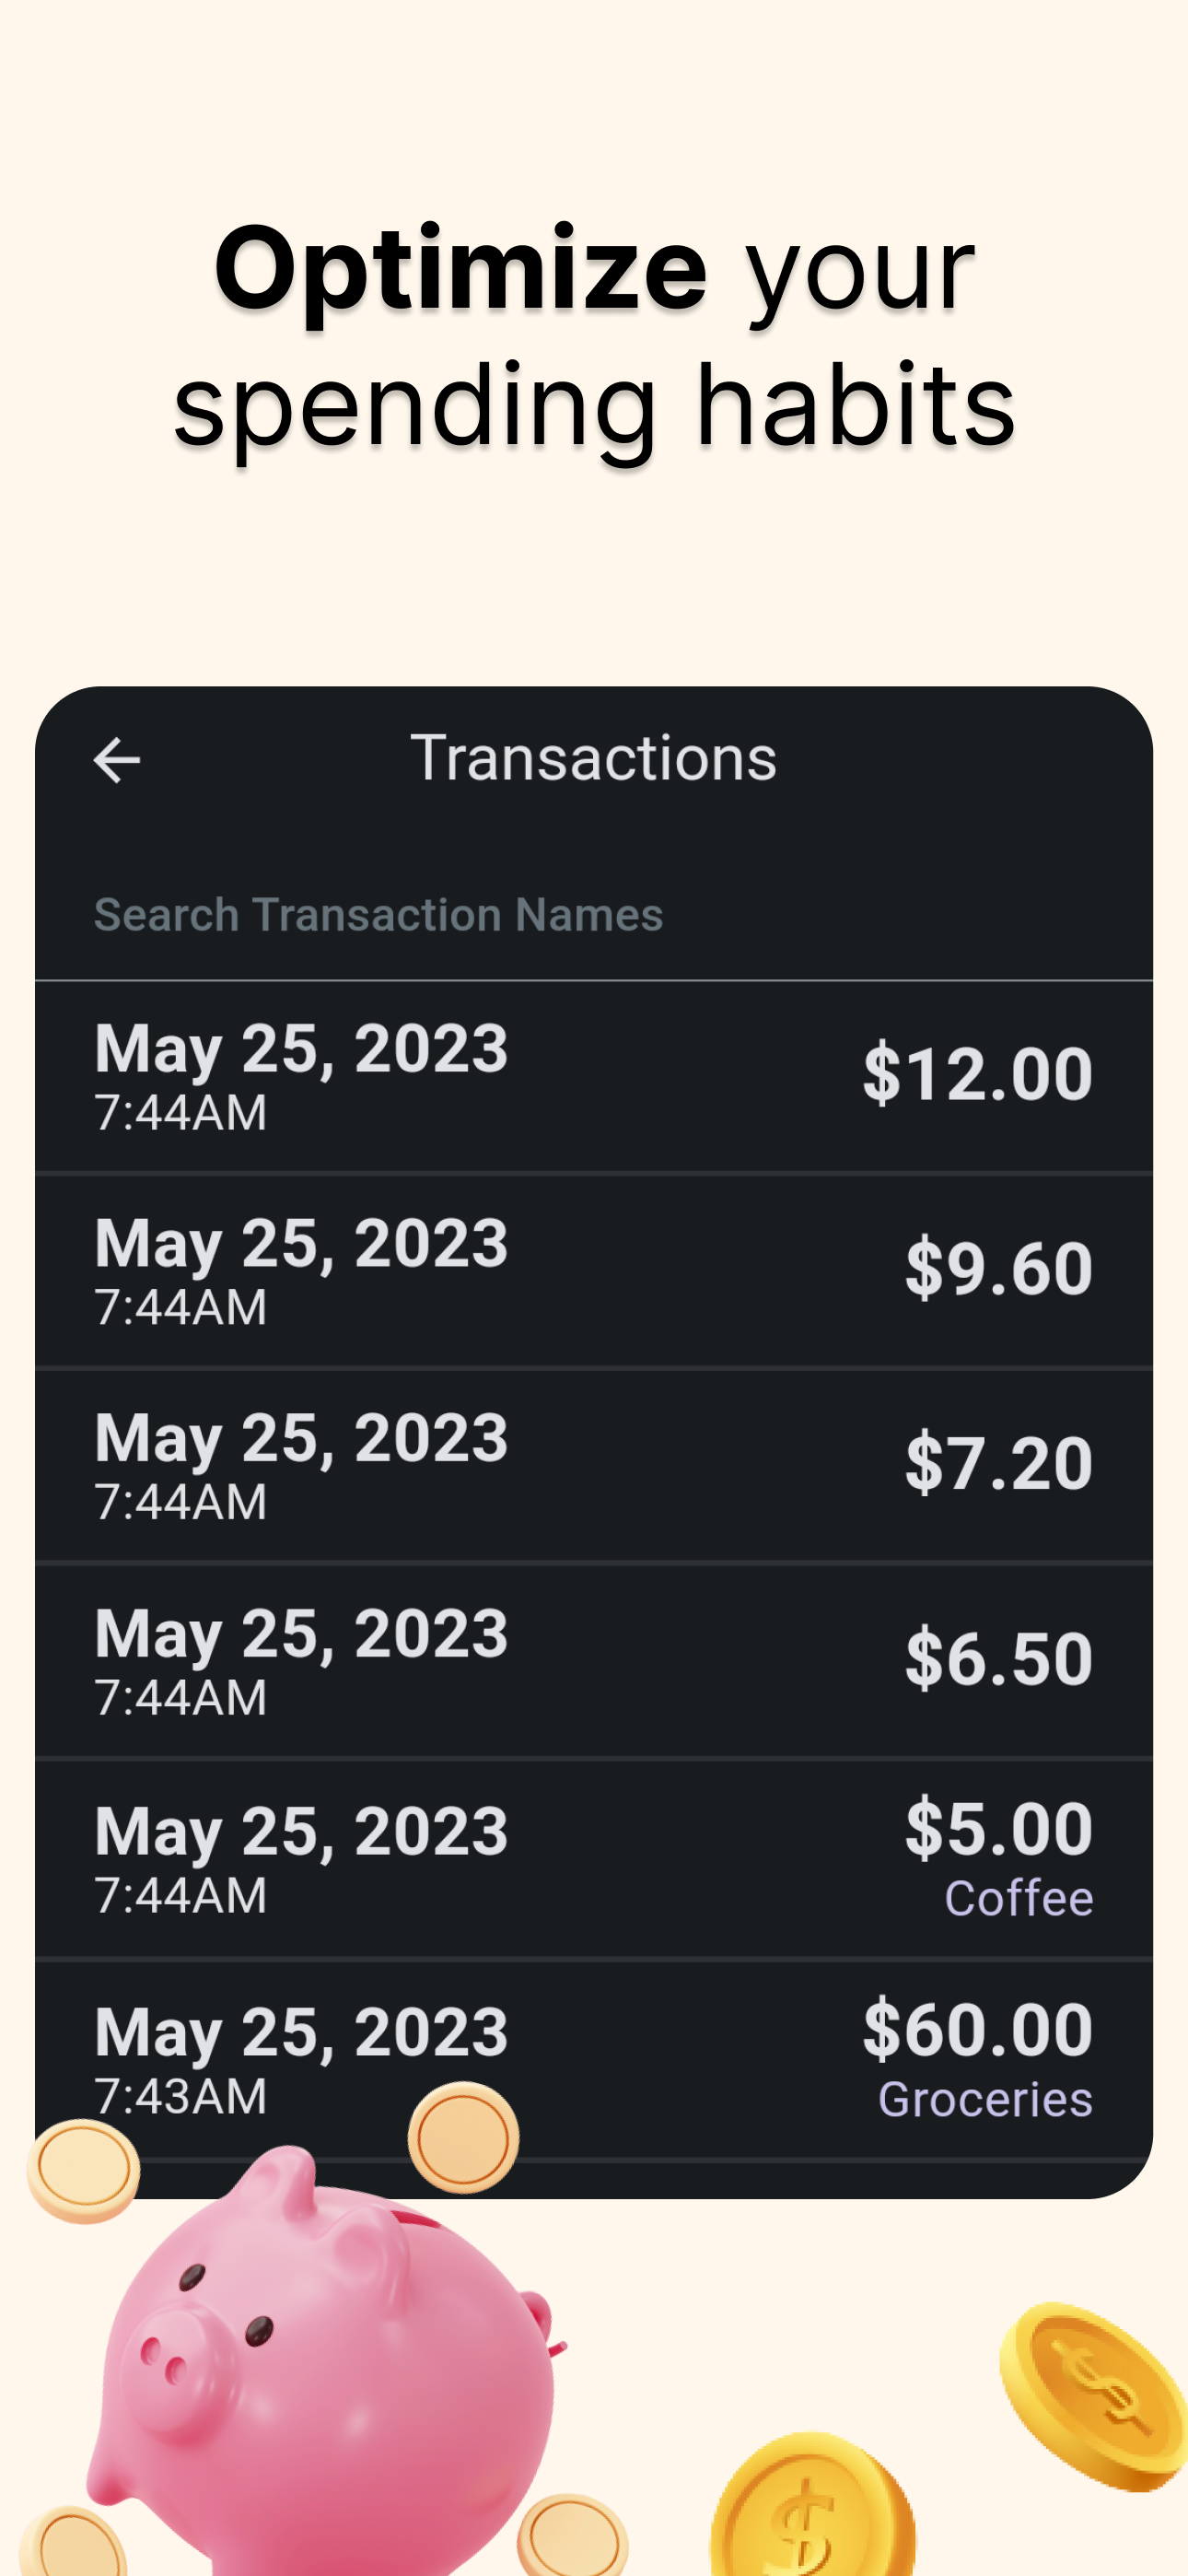 Optimize your
spending habits
Transactions
Search Transaction Names
May 25, 2023
7:44AM
$12.00
May 25, 2023
7:44AM
$9.60
May 25, 2023
7:44AM
$7.20
May 25, 2023
7:44AM
$6.50
May 25, 2023
7:44AM
$5.00
Coffee
May 25, 2023
7:43AM
$60.00
Groceries
$
$